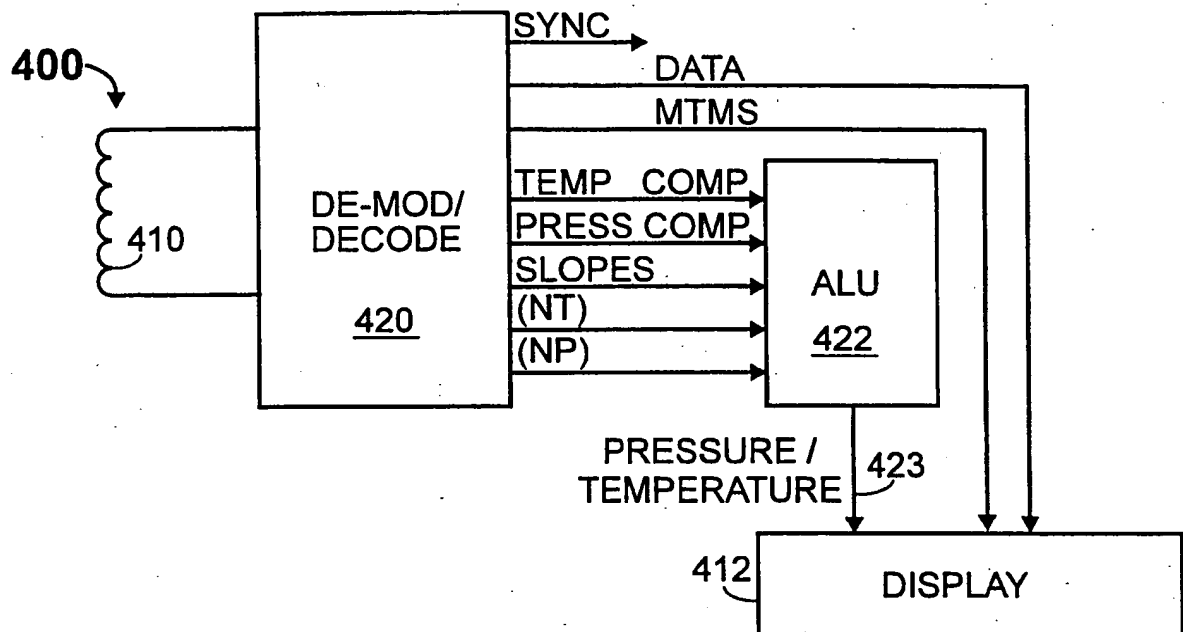 SYNC
400
DATA
MTMS
TEMP COMP
PRESS COMP
SLOPES
(NT)
(NP)
410
DE-MOD/
DECODE
420
ALU
422
PRESSURE /
TEMPERATURE
423
412
DISPLAY